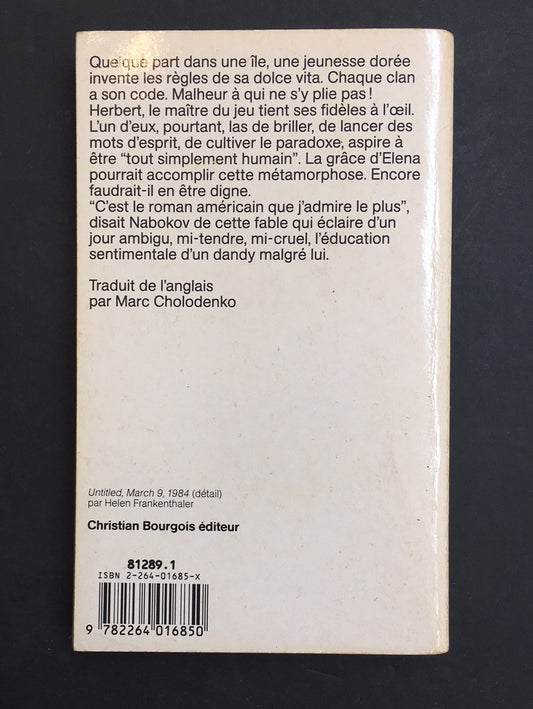 Quelque part dans une île, une jeunesse dorée
invente les règles de sa dolce vita. Chaque clan
a son code. Malheur à qui ne s'y plie pas !
Herbert, le maître du jeu tient ses fidèles à l'œil.
L'un d'eux, pourtant, las de briller, de lancer des
mots d'esprit, de cultiver le paradoxe, aspire à
être “tout simplement humain”. La grâce d'Elena
pourrait accomplir cette métamorphose. Encore
faudrait-il en être digne.
“C'est le roman américain que j'admire le plus”,
disait Nabokov de cette fable qui éclaire d'un
jour ambigu, mi-tendre, mi-cruel, l'éducation
sentimentale d'un dandy malgré lui.
Traduit de l'anglais
par Marc Cholodenko
Untitled, March 9, 1984 (détail)
par Helen Frankenthaler
Christian Bourgois éditeur
81289.1
ISBN 2-264-01685-X
9 782264 016850